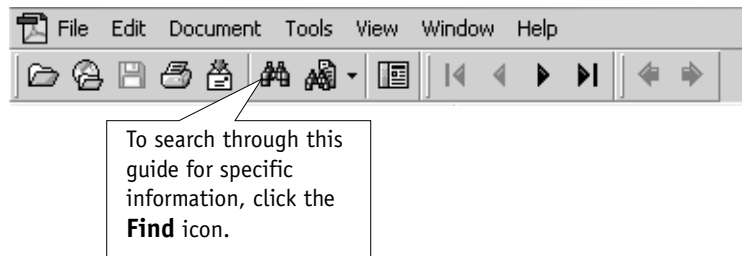 File Edit Document Tools View Window Help
To search through this
guide for specific
information, click the
Find icon.